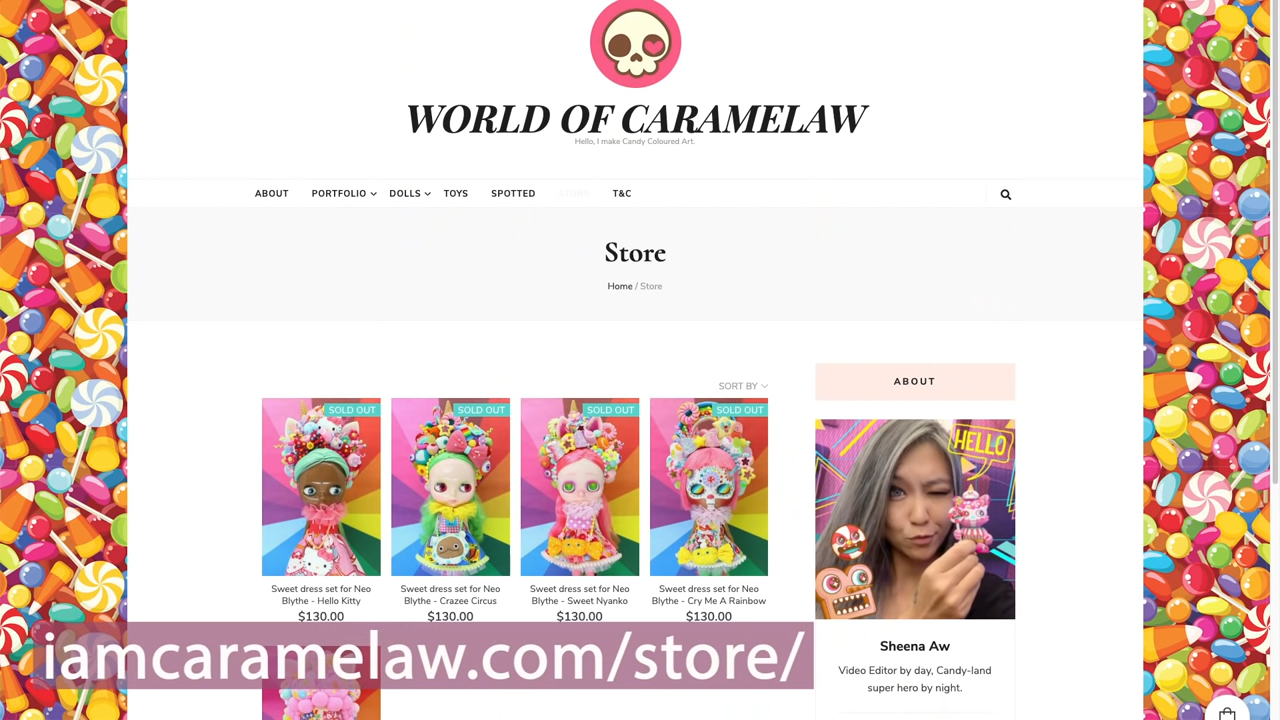 WORLD OF CARAMELAW
Hello, I make Candy Coloured Art.
ABOUT PORTFOLIO DOLLS TOYS SPOTTED STORE T&C
Store
Home / Store
SORT BY
ABOUT
SOLD OUT SOLD OUT SOLD OUT SOLD OUT
HELLO
Sweet dress set for Neo
Blythe - Hello Kitty
$130.00
Sweet dress set for Neo
Blythe - Crazee Circus
$130.00
Sweet dress set for Neo
Blythe - Sweet Nyanko
$130.00
Sweet dress set for Neo
Blythe - Cry Me A Rainbow
$130.00
iamcaramelaw.com/store/
Sheena Aw
Video Editor by day, Candy-land
super hero by night.